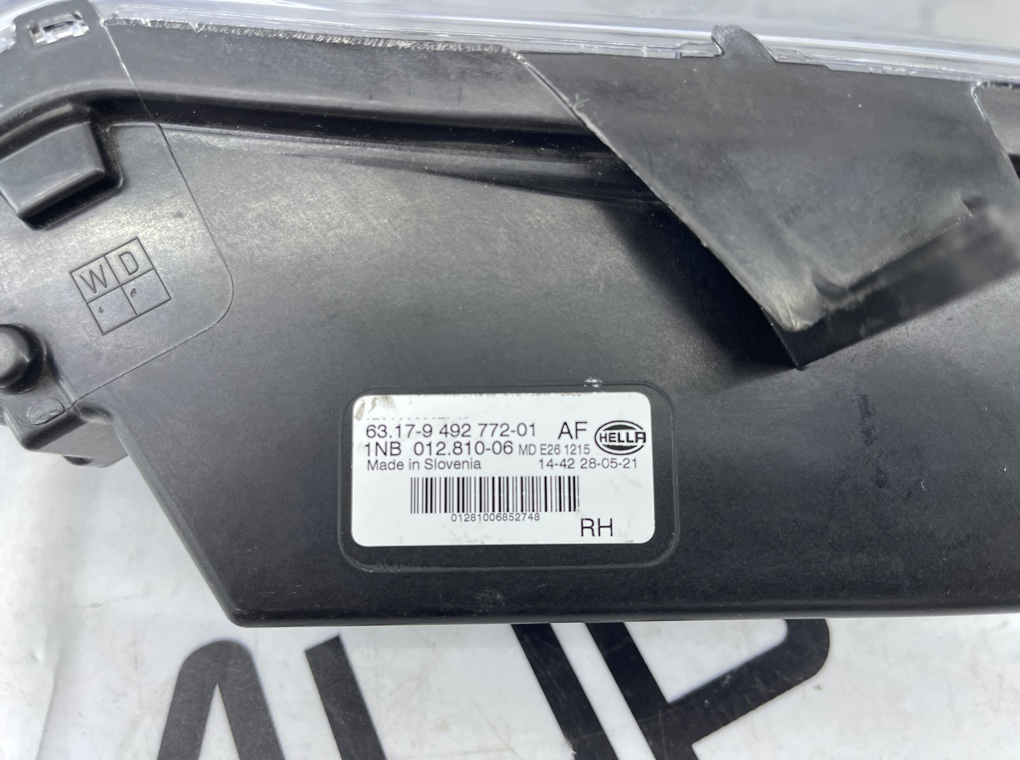 W D
63.17-9 492 772-01 AF HELLA
1NB 012.810-06 MD E26 1215
Made in Slovenia 14-42 28-05-21
01281006852748
RH